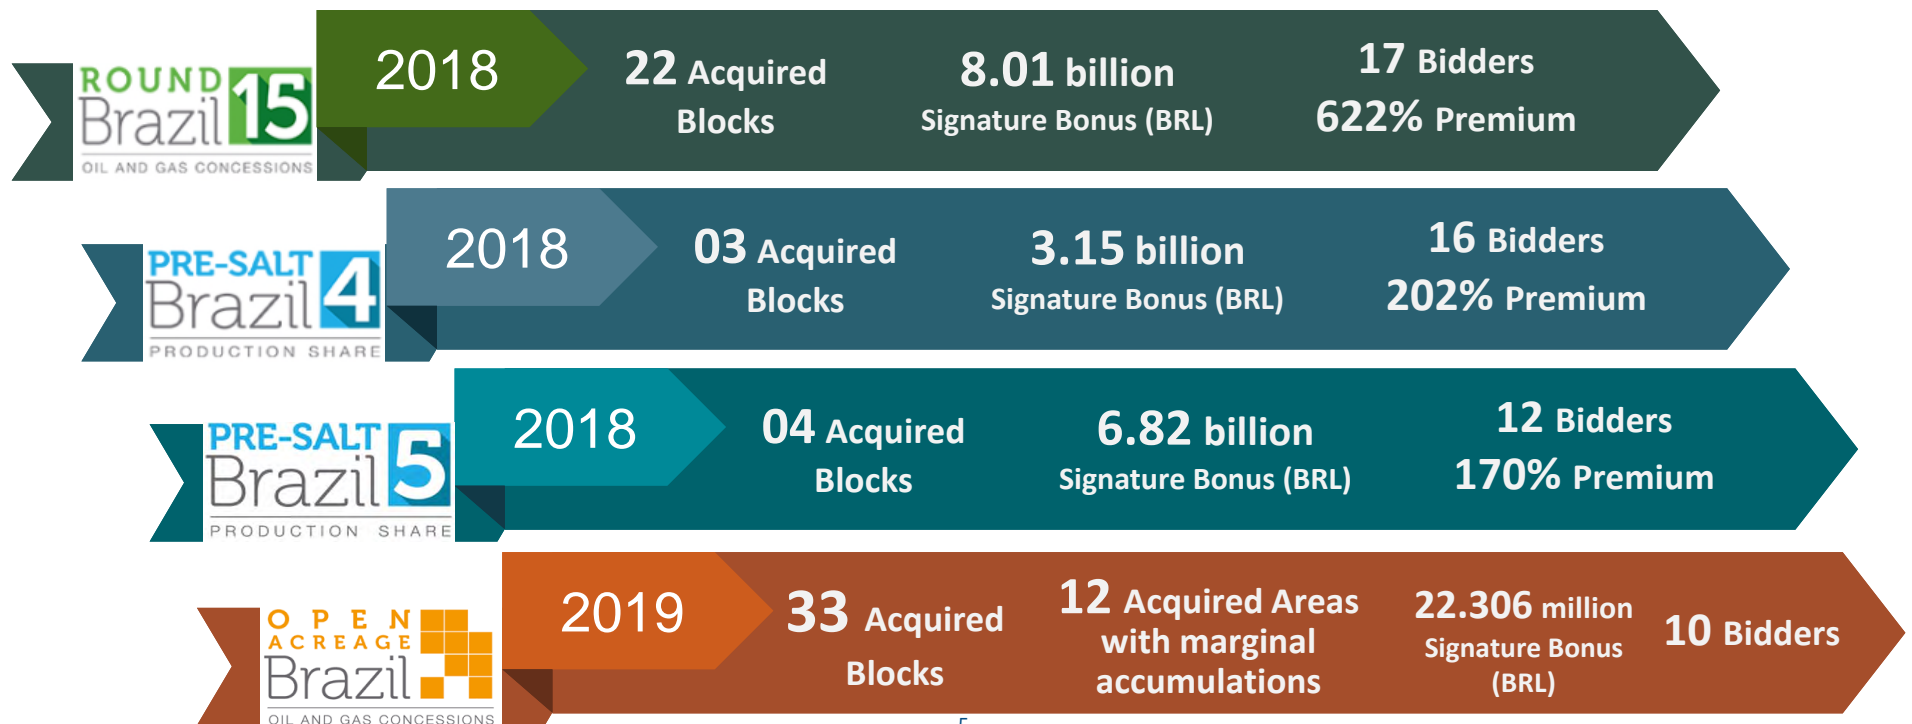 ROUND 15
Brazil
OIL AND GAS CONCESSIONS
2018
22 Acquired
Blocks
8.01 billion
Signature Bonus (BRL)
17 Bidders
622% Premium
PRE-SALT 4
Brazil
PRODUCTION SHARE
2018
03 Acquired
Blocks
3.15 billion
Signature Bonus (BRL)
16 Bidders
202% Premium
PRE-SALT 5
Brazil
PRODUCTION SHARE
2018
04 Acquired
Blocks
6.82 billion
Signature Bonus (BRL)
12 Bidders
170% Premium
OPEN
ACREAGE
Brazil
OIL AND GAS CONCESSIONS
2019
33 Acquired
Blocks
12 Acquired Areas
with marginal
accumulations
22.306 million
Signature Bonus
(BRL)
10 Bidders